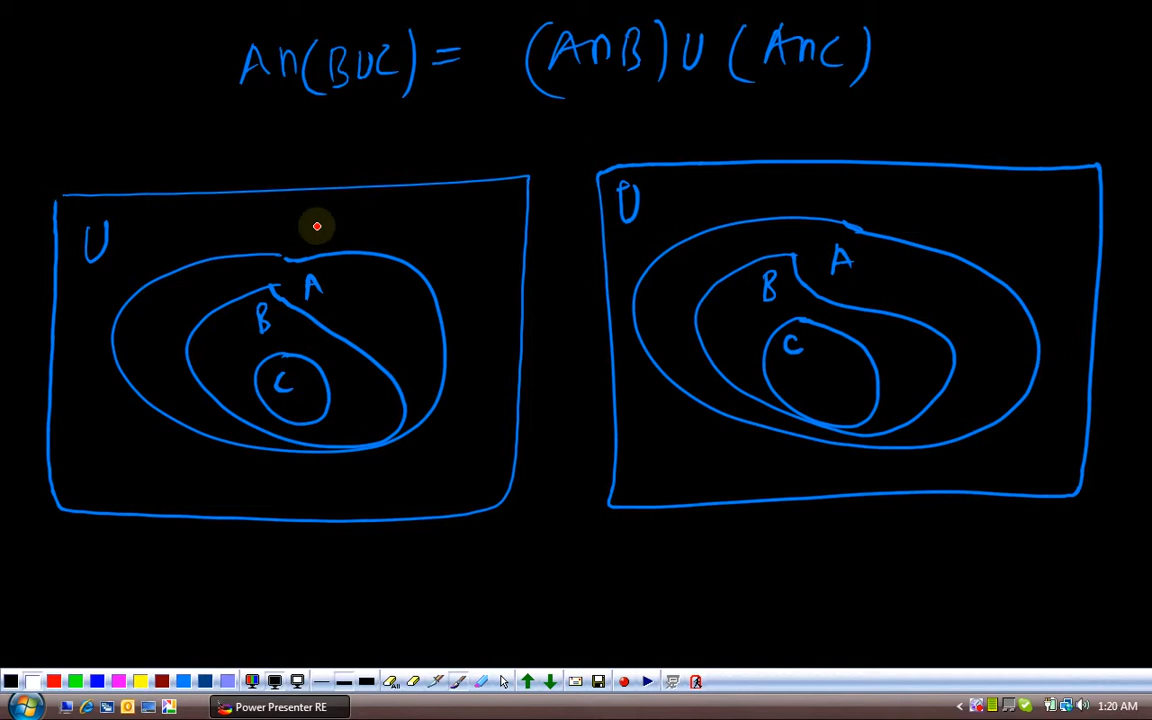 A∩(B∪C) = (A∩B)∪(A∩C)
U
A
B
C
U
A
B
C
Power Presenter RE
1:20 AM